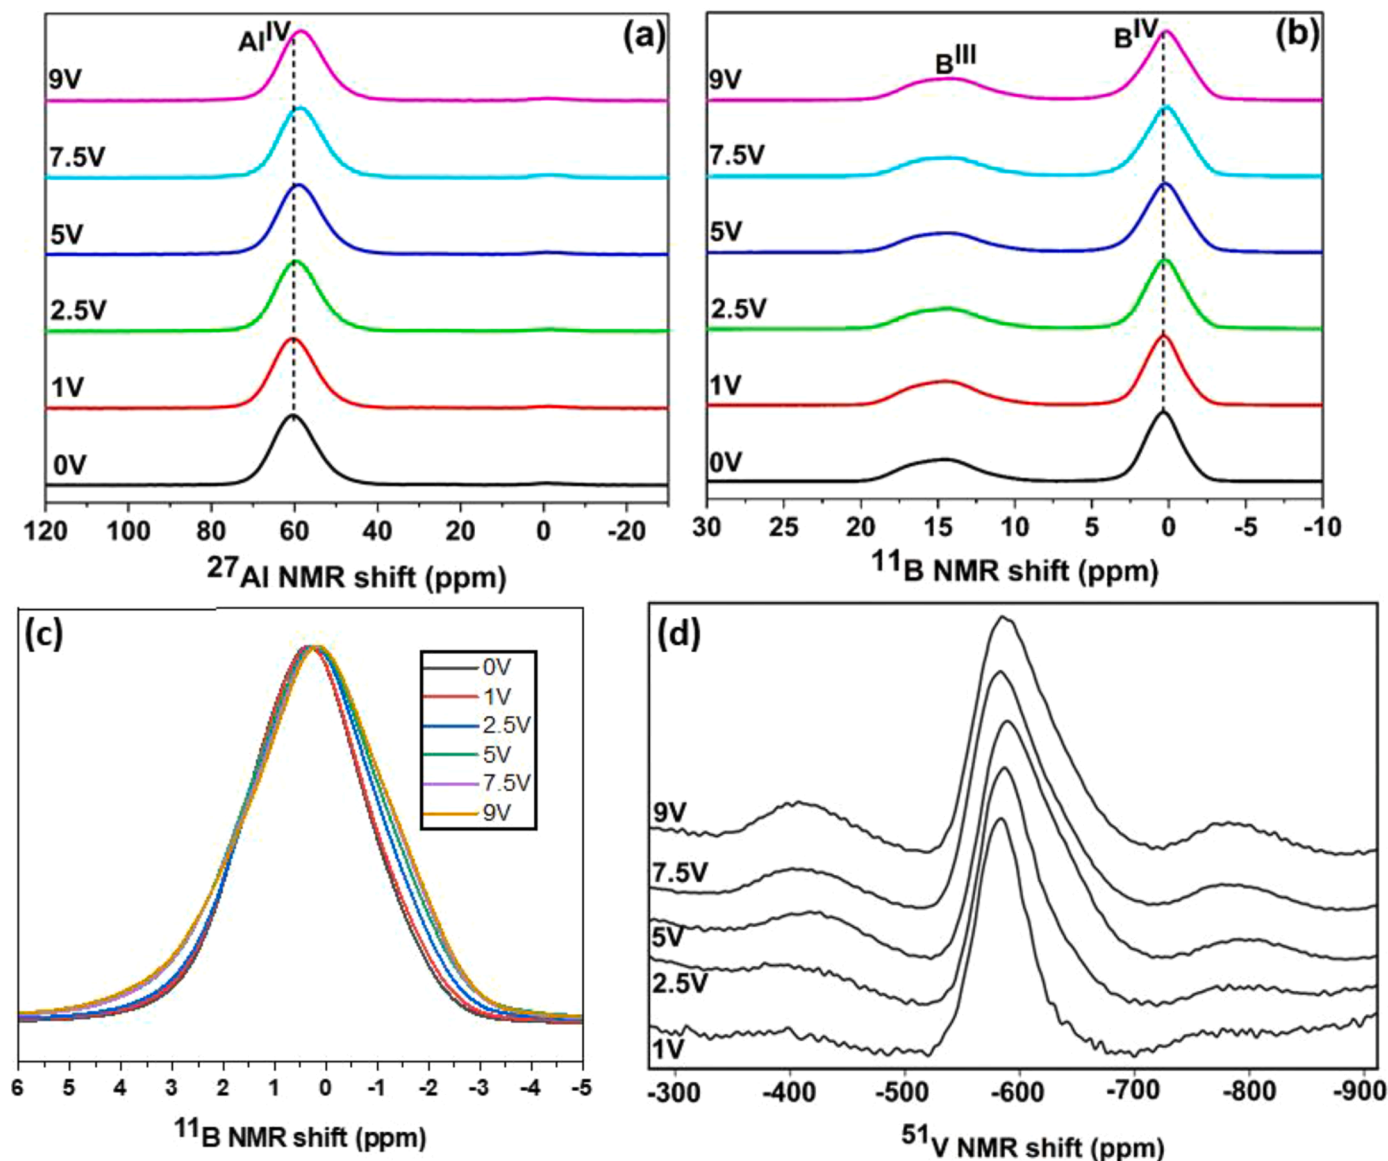 (a)
Al^IV
9V
7.5V
5V
2.5V
1V
0V
120 100 80 60 40 20 0 -20
27Al NMR shift (ppm)
(b)
B^IV
B^III
9V
7.5V
5V
2.5V
1V
0V
30 25 20 15 10 5 0 -5 -10
11B NMR shift (ppm)
(c)
0V
1V
2.5V
5V
7.5V
9V
6 5 4 3 2 1 0 -1 -2 -3 -4 -5
11B NMR shift (ppm)
(d)
9V
7.5V
5V
2.5V
1V
-300 -400 -500 -600 -700 -800 -900
51V NMR shift (ppm)